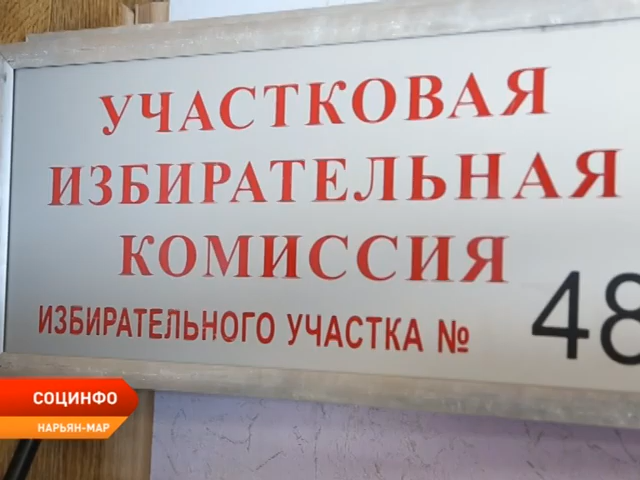 УЧАСТКОВАЯ
ИЗБИРАТЕЛЬНАЯ
КОМИССИЯ
ИЗБИРАТЕЛЬНОГО УЧАСТКА № 48
СОЦИНФО
НАРЬЯН-МАР